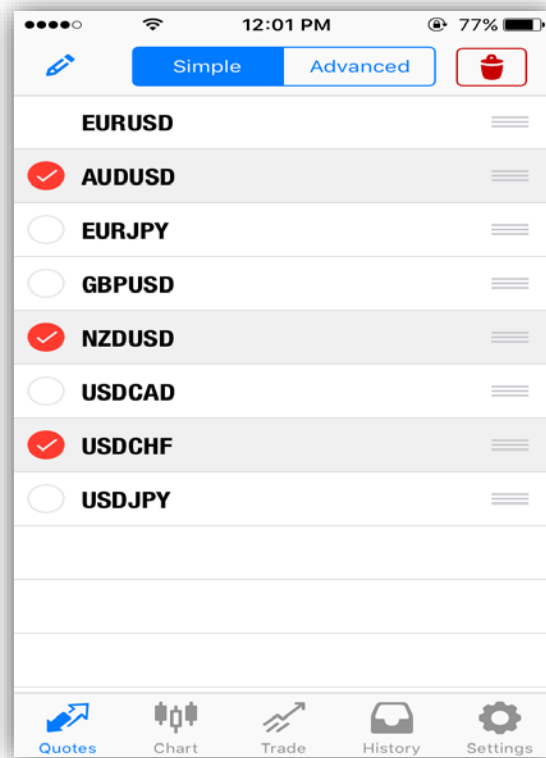 12:01 PM 77%
Simple Advanced
EURUSD
AUDUSD
EURJPY
GBPUSD
NZDUSD
USDCAD
USDCHF
USDJPY
Quotes Chart Trade History Settings